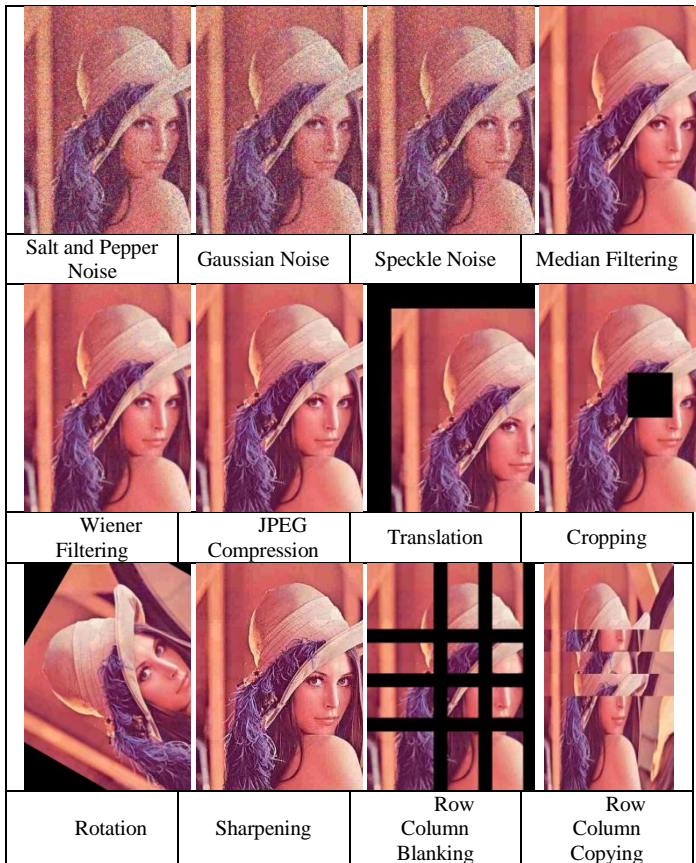 Salt and Pepper
Noise
Gaussian Noise
Speckle Noise
Median Filtering
Wiener
Filtering
JPEG
Compression
Translation
Cropping
Rotation
Sharpening
Row
Column
Blanking
Row
Column
Copying